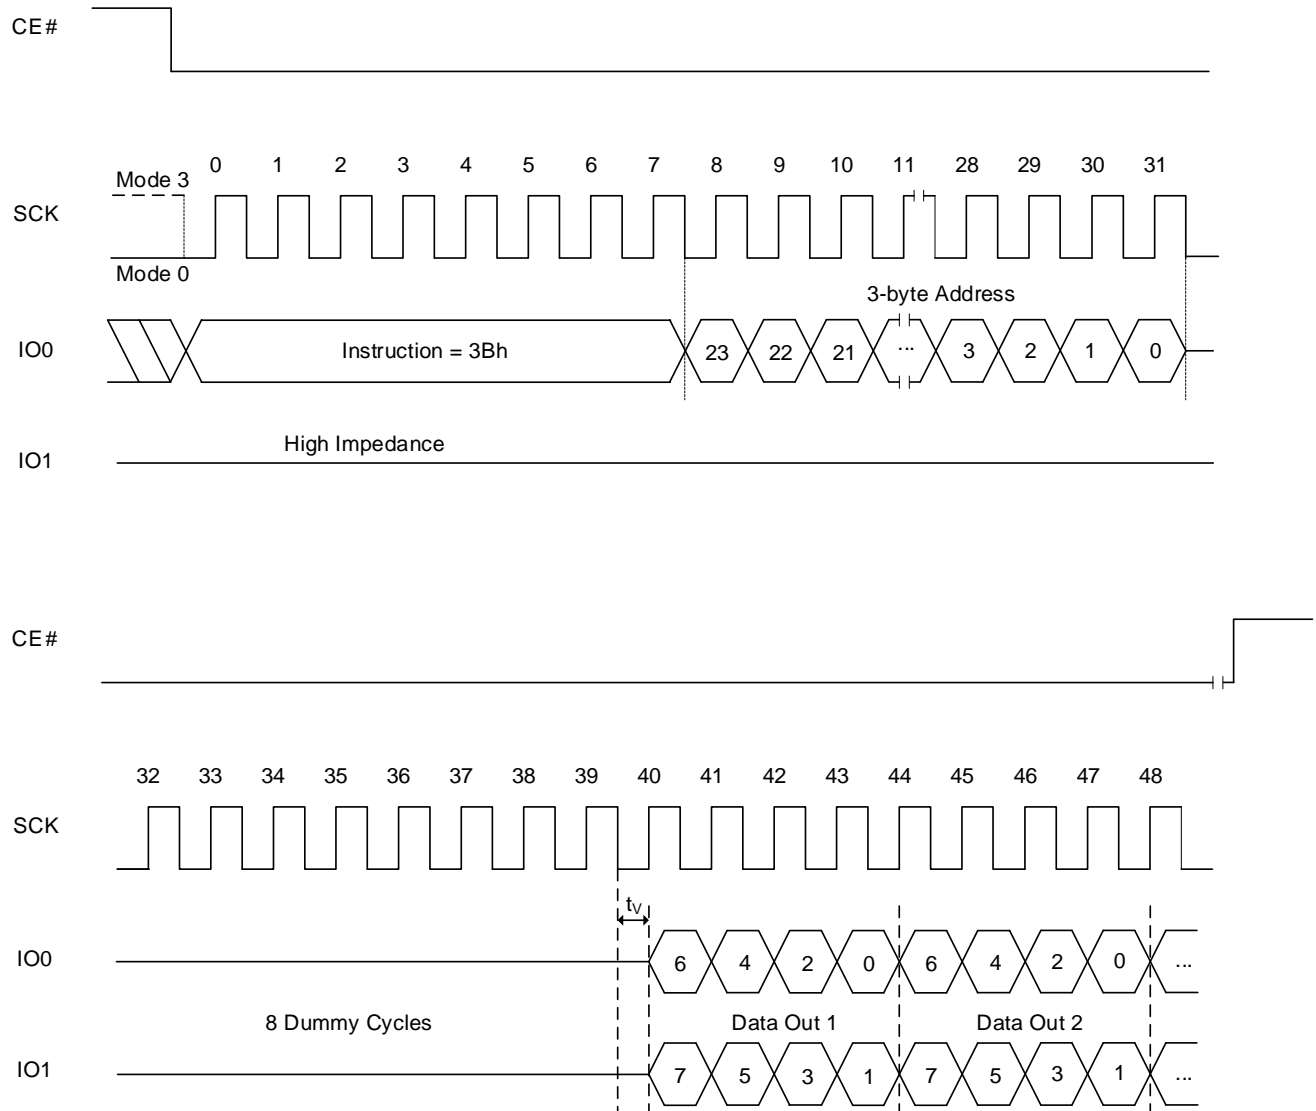 CE#
0 1 2 3 4 5 6 7 8 9 10 11 28 29 30 31
Mode 3
SCK
Mode 0
3-byte Address
IO0 Instruction = 3Bh 23 22 21 ... 3 2 1 0
High Impedance
IO1
CE#
32 33 34 35 36 37 38 39 40 41 42 43 44 45 46 47 48
SCK
tV
IO0 6 4 2 0 6 4 2 0 ...
8 Dummy Cycles Data Out 1 Data Out 2
IO1 7 5 3 1 7 5 3 1 ...